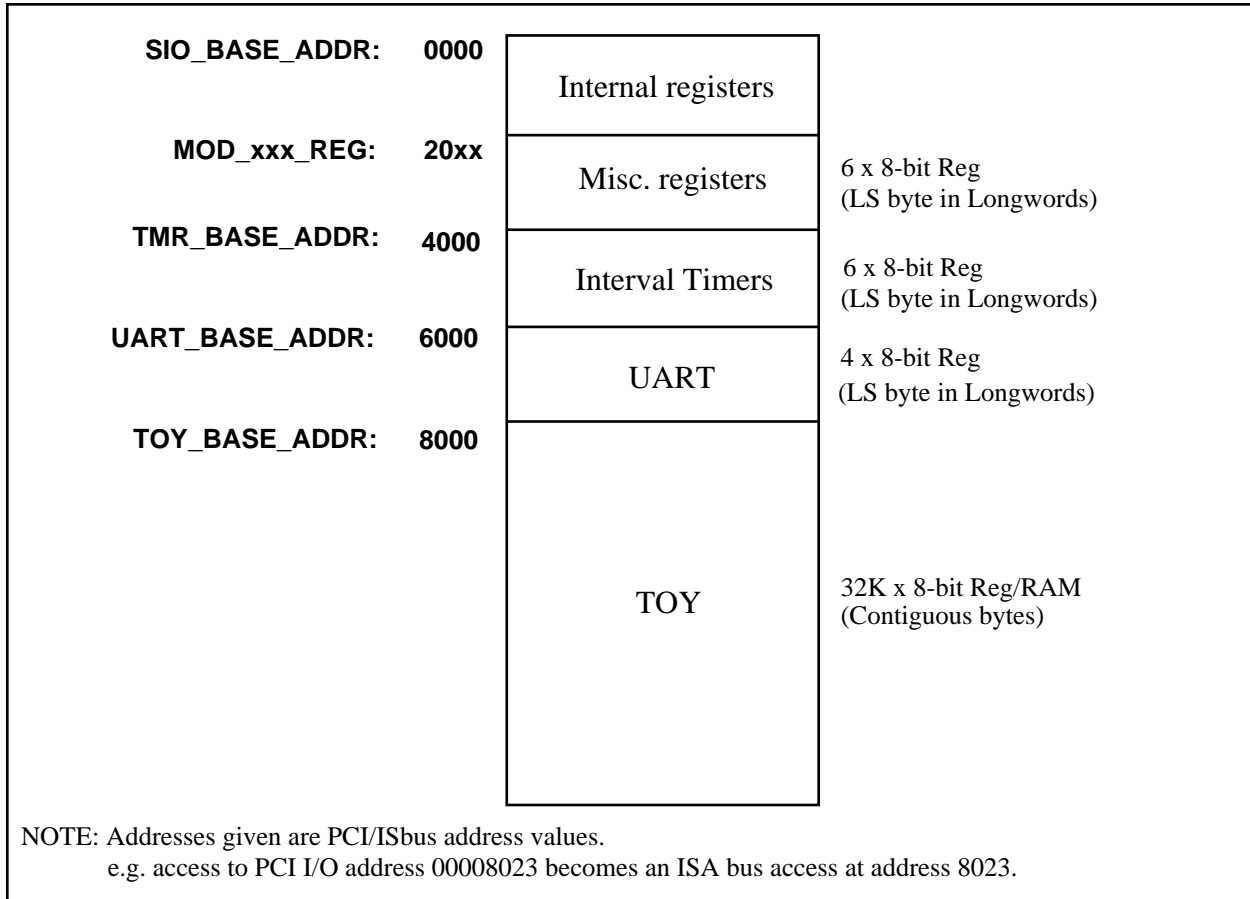 SIO_BASE_ADDR: 0000
Internal registers
MOD_xxx_REG: 20xx
Misc. registers
6 x 8-bit Reg
(LS byte in Longwords)
TMR_BASE_ADDR: 4000
Interval Timers
6 x 8-bit Reg
(LS byte in Longwords)
UART_BASE_ADDR: 6000
UART
4 x 8-bit Reg
(LS byte in Longwords)
TOY_BASE_ADDR: 8000
TOY
32K x 8-bit Reg/RAM
(Contiguous bytes)
NOTE: Addresses given are PCI/ISbus address values.
e.g. access to PCI I/O address 00008023 becomes an ISA bus access at address 8023.